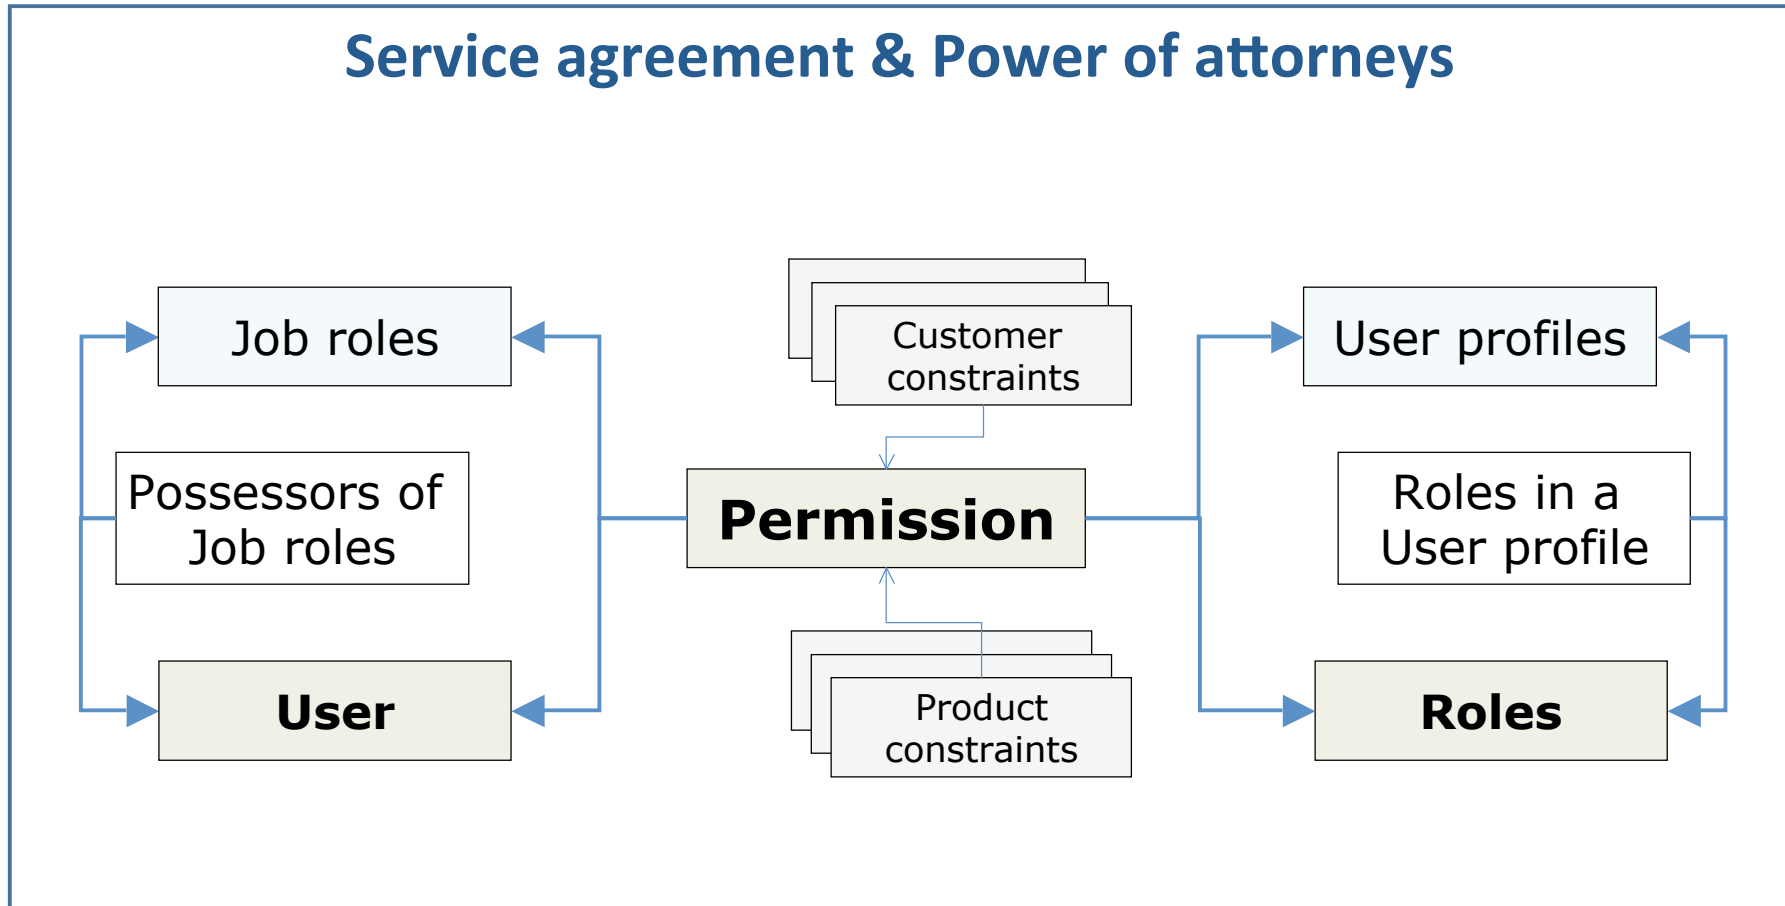 Service agreement & Power of attorneys
Job roles
Possessors of
Job roles
User
Customer
constraints
Permission
Product
constraints
User profiles
Roles in a
User profile
Roles